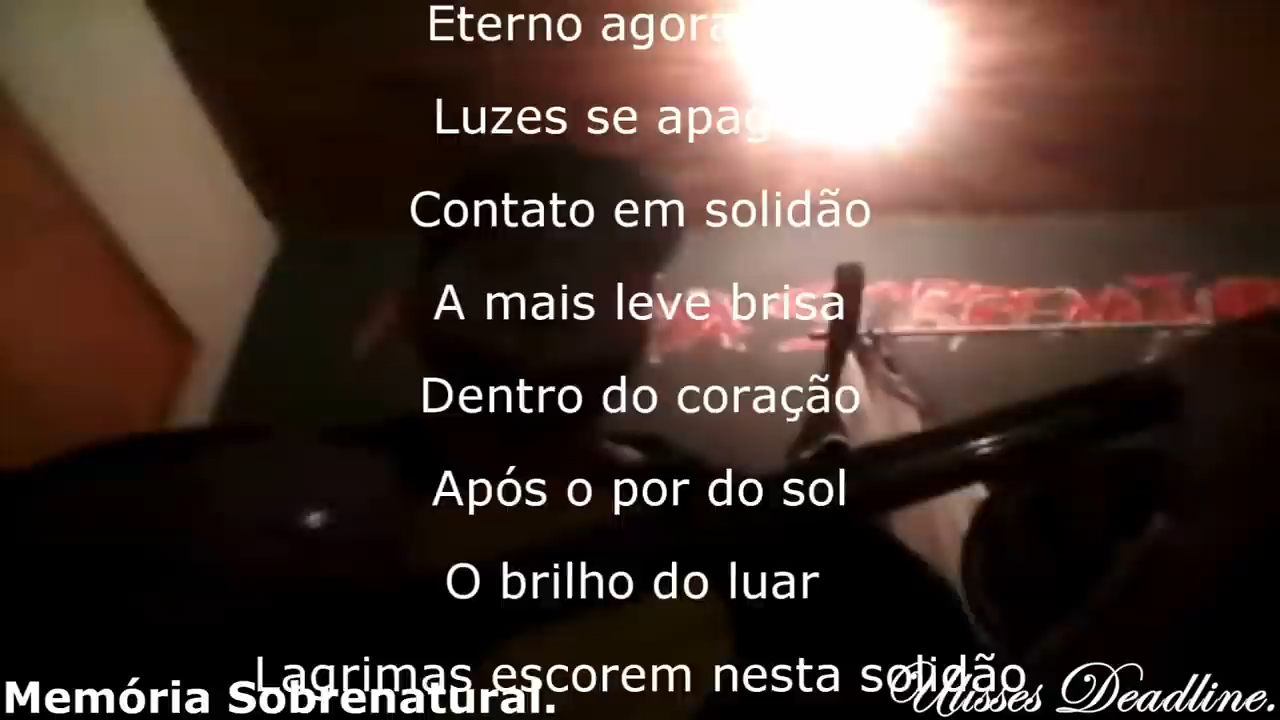 Eterno agora
Luzes se apag
Contato em solidão
A mais leve brisa
Dentro do coração
Após o por do sol
O brilho do luar
Lagrimas escorem nesta solidão
Memória Sobrenatural.
Ulisses Deadline.